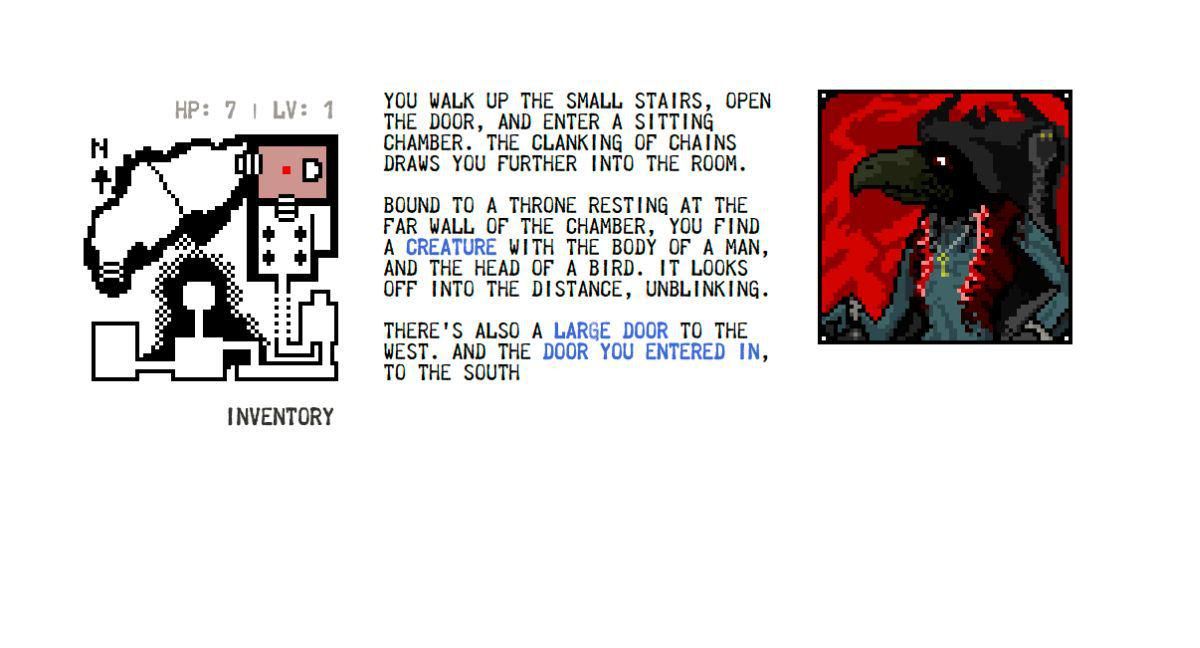 HP: 7 | LV: 1
N
INVENTORY
YOU WALK UP THE SMALL STAIRS, OPEN
THE DOOR, AND ENTER A SITTING
CHAMBER. THE CLANKING OF CHAINS
DRAWS YOU FURTHER INTO THE ROOM.
BOUND TO A THRONE RESTING AT THE
FAR WALL OF THE CHAMBER, YOU FIND
A CREATURE WITH THE BODY OF A MAN,
AND THE HEAD OF A BIRD. IT LOOKS
OFF INTO THE DISTANCE, UNBLINKING.
THERE'S ALSO A LARGE DOOR TO THE
WEST. AND THE DOOR YOU ENTERED IN,
TO THE SOUTH